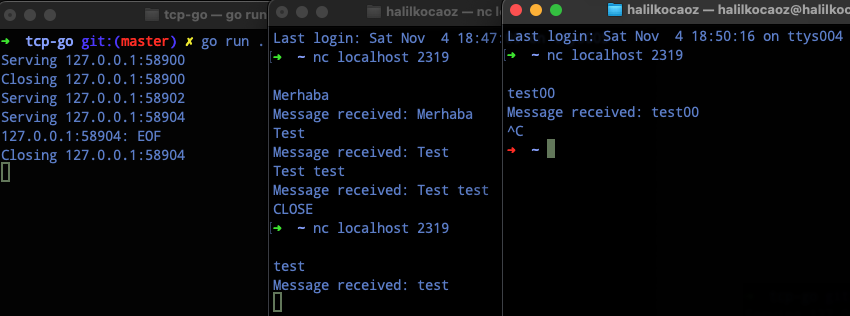 tcp-go — go run
➜ tcp-go git:(master) ✗ go run .
Serving 127.0.0.1:58900
Closing 127.0.0.1:58900
Serving 127.0.0.1:58902
Serving 127.0.0.1:58904
127.0.0.1:58904: EOF
Closing 127.0.0.1:58904
halilkocaoz — nc l
Last login: Sat Nov  4 18:47:
➜ ~ nc localhost 2319
Merhaba
Message received: Merhaba
Test
Message received: Test
Test test
Message received: Test test
CLOSE
➜ ~ nc localhost 2319
test
Message received: test
halilkocaoz — halilkocaoz@halilkoc
Last login: Sat Nov  4 18:50:16 on ttys004
➜ ~ nc localhost 2319
test00
Message received: test00
^C
➜ ~